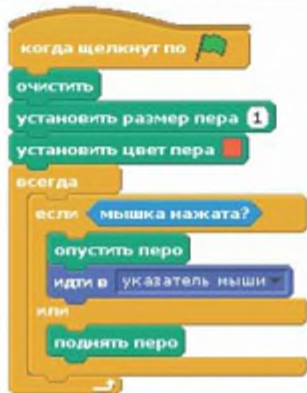 когда щелкнут по
очистить
установить размер пера 1
установить цвет пера
всегда
если мышка нажата?
опустить перо
идти в указатель мыши
или
поднять перо